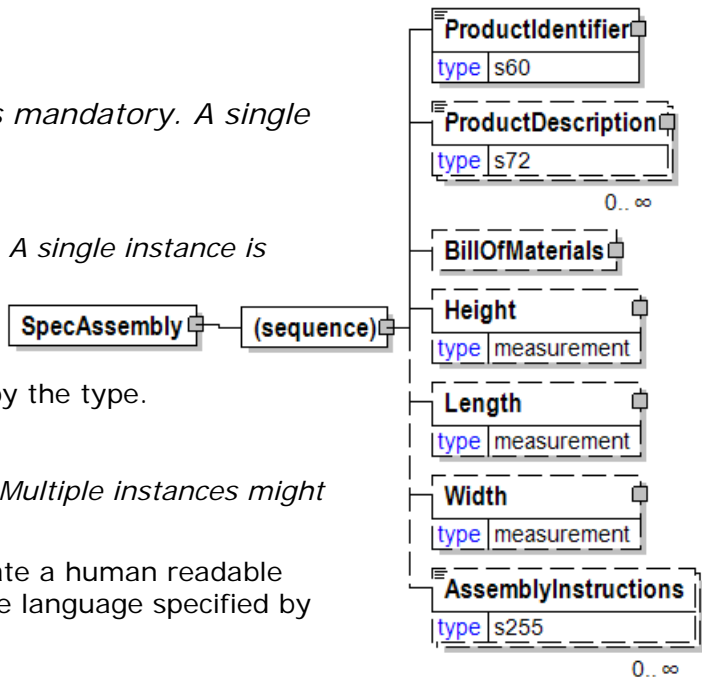 s mandatory. A single
A single instance is
by the type.
Multiple instances might
ate a human readable
e language specified by
SpecAssembly
(sequence)
ProductIdentifier
type s60
ProductDescription
type s72
0.. ∞
BillOfMaterials
Height
type measurement
Length
type measurement
Width
type measurement
AssemblyInstructions
type s255
0.. ∞